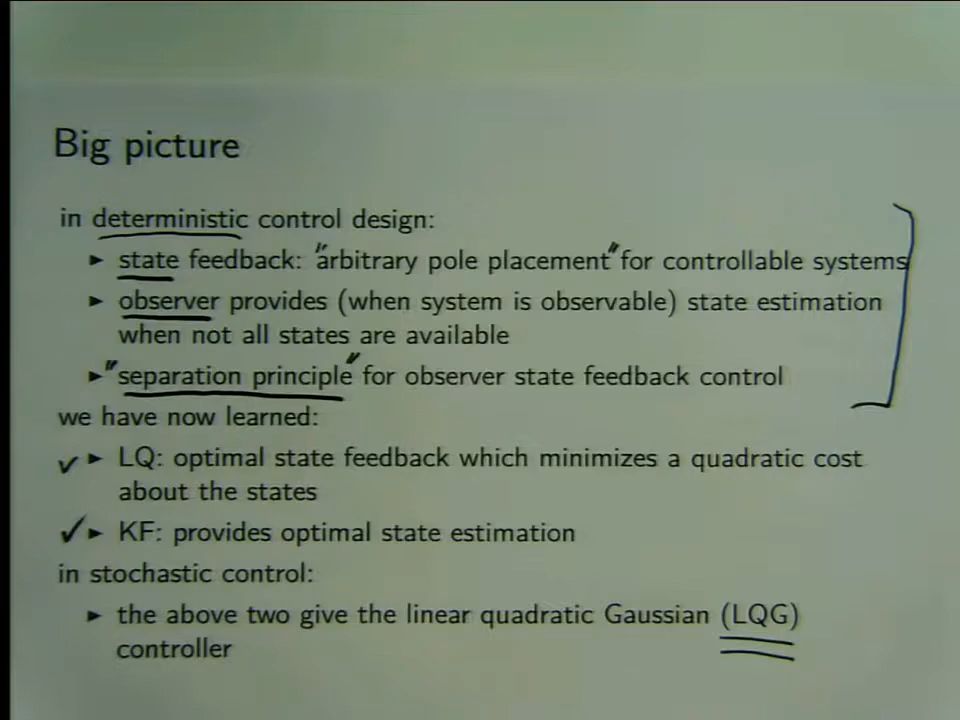 Big picture
in deterministic control design:
► state feedback: "arbitrary pole placement" for controllable systems
► observer provides (when system is observable) state estimation
when not all states are available
► "separation principle" for observer state feedback control
we have now learned:
✓ ► LQ: optimal state feedback which minimizes a quadratic cost
about the states
✓ ► KF: provides optimal state estimation
in stochastic control:
► the above two give the linear quadratic Gaussian (LQG)
controller